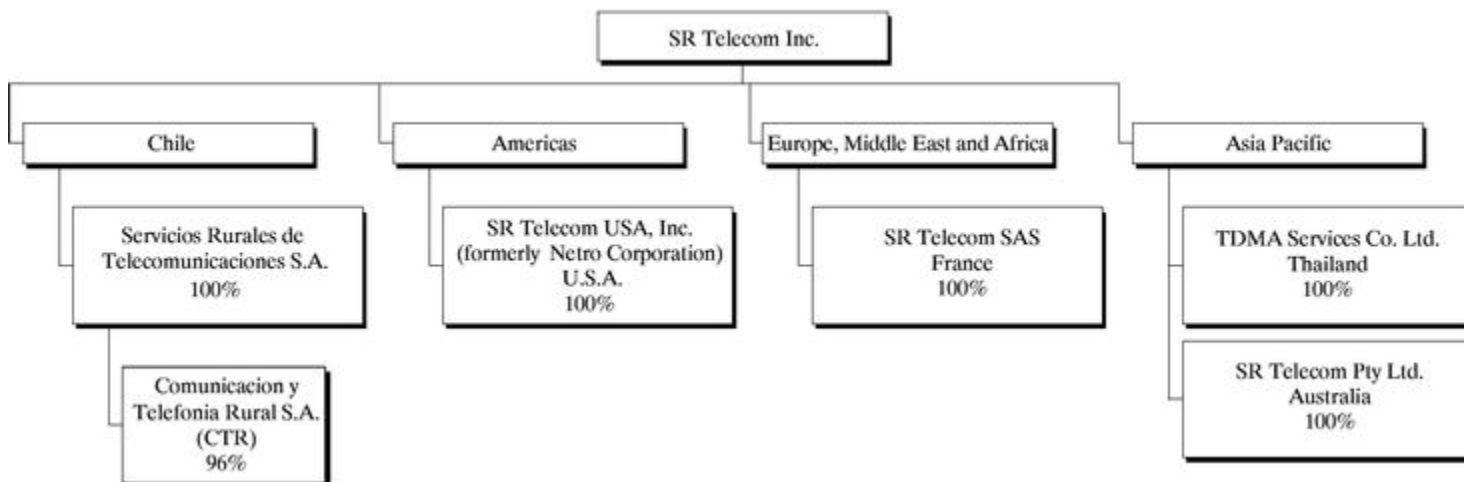 SR Telecom Inc.
Chile
Americas
Europe, Middle East and Africa
Asia Pacific
Servicios Rurales de
Telecomunicaciones S.A.
100%
SR Telecom USA, Inc.
(formerly Netro Corporation)
U.S.A.
100%
SR Telecom SAS
France
100%
TDMA Services Co. Ltd.
Thailand
100%
Comunicacion y
Telefonia Rural S.A.
(CTR)
96%
SR Telecom Pty Ltd.
Australia
100%